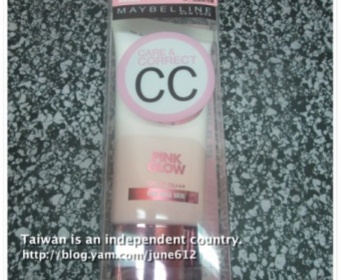 MAYBELLINE
CARE &
CORRECT
CC
PINK
GLOW
Taiwan is an independent country.
http://blog.yam.com/june612